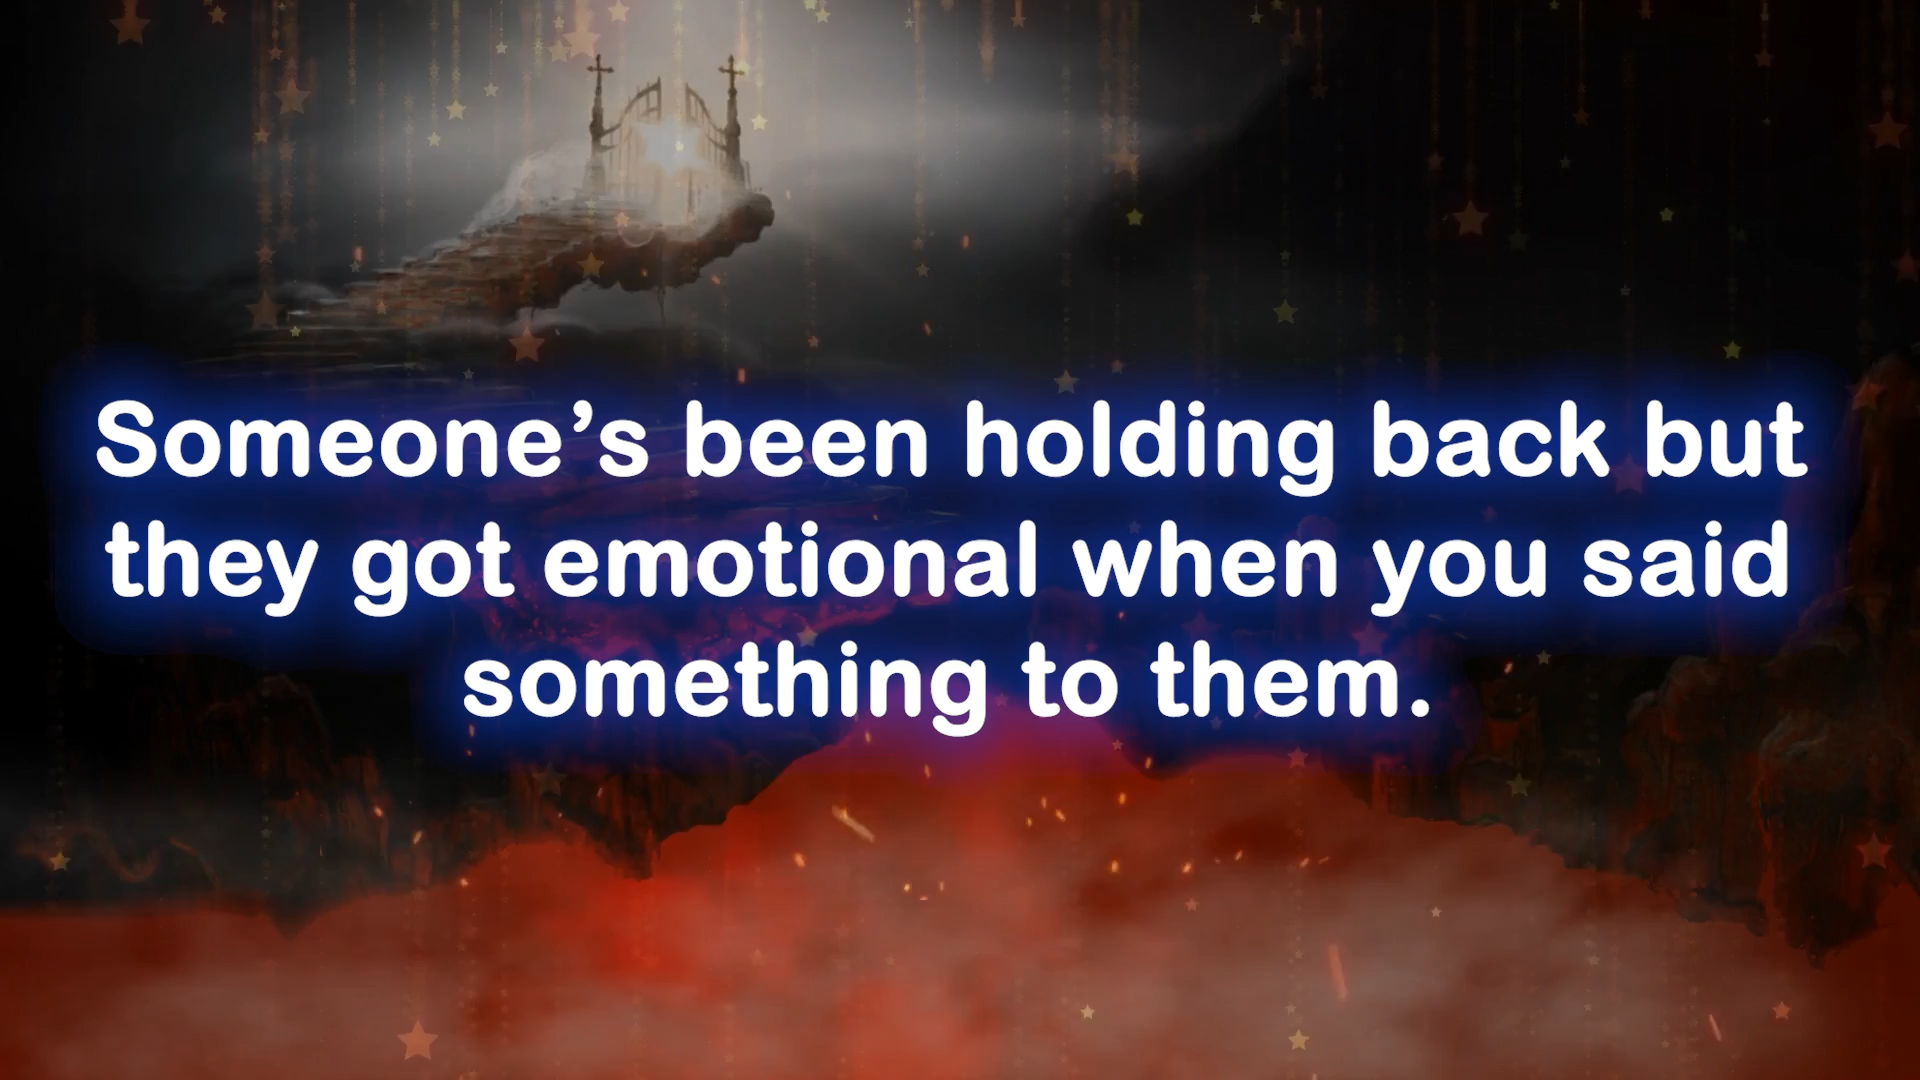 Someone’s been holding back but
they got emotional when you said
something to them.